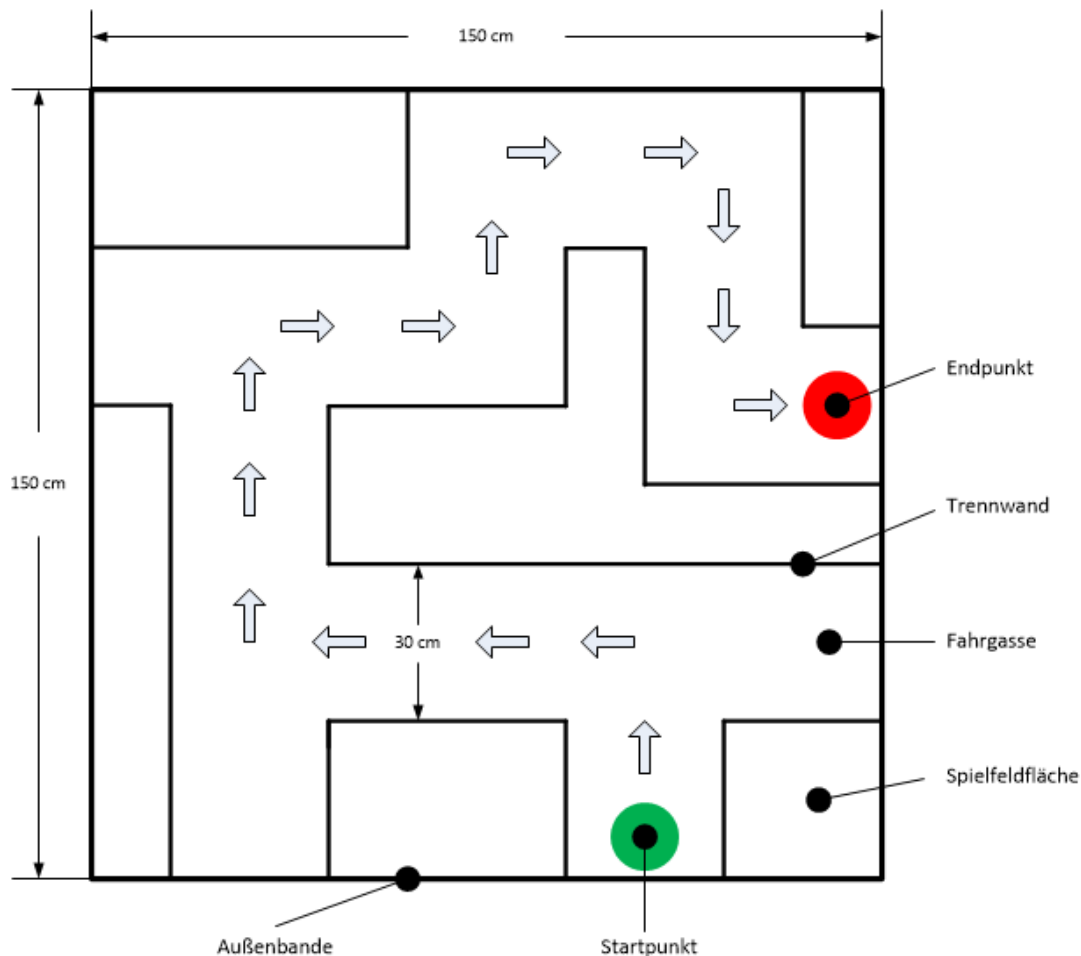 150 cm
Endpunkt
150 cm
Trennwand
30 cm
Fahrgasse
Spielfeldfläche
Außenbande
Startpunkt